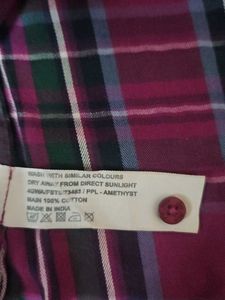 WASH WITH SIMILAR COLOURS
DRY AWAY FROM DIRECT SUNLIGHT
/ PPL - AMETHYST
MAIN 100% COTTON
MADE IN INDIA